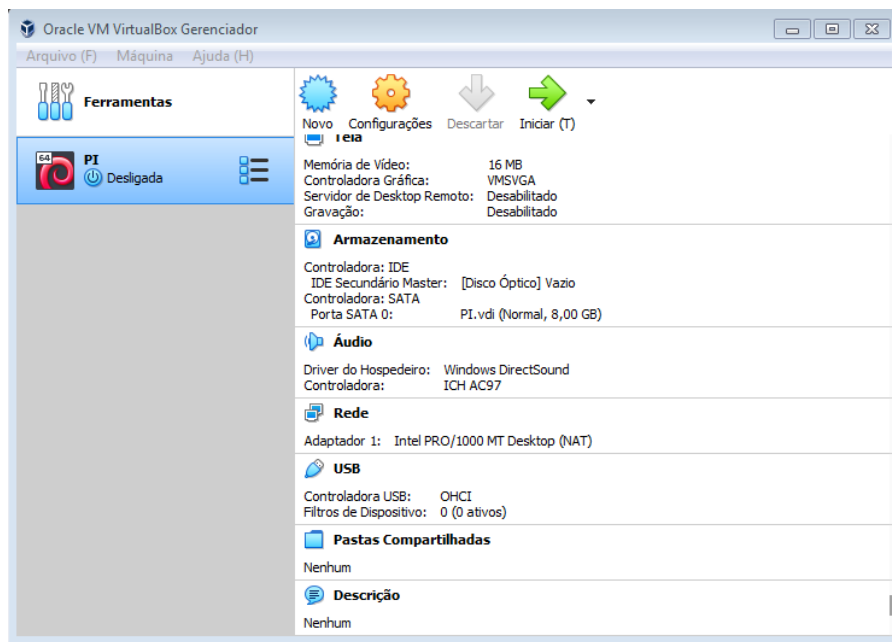 Oracle VM VirtualBox Gerenciador
Arquivo (F) Máquina Ajuda (H)
Ferramentas
64
PI
Desligada
Novo Configurações Descartar Iniciar (T)
Tela
Memória de Vídeo: 16 MB
Controladora Gráfica: VMSVGA
Servidor de Desktop Remoto: Desabilitado
Gravação: Desabilitado
Armazenamento
Controladora: IDE
IDE Secundário Master: [Disco Óptico] Vazio
Controladora: SATA
Porta SATA 0: PI.vdi (Normal, 8,00 GB)
Áudio
Driver do Hospedeiro: Windows DirectSound
Controladora: ICH AC97
Rede
Adaptador 1: Intel PRO/1000 MT Desktop (NAT)
USB
Controladora USB: OHCI
Filtros de Dispositivo: 0 (0 ativos)
Pastas Compartilhadas
Nenhum
Descrição
Nenhum